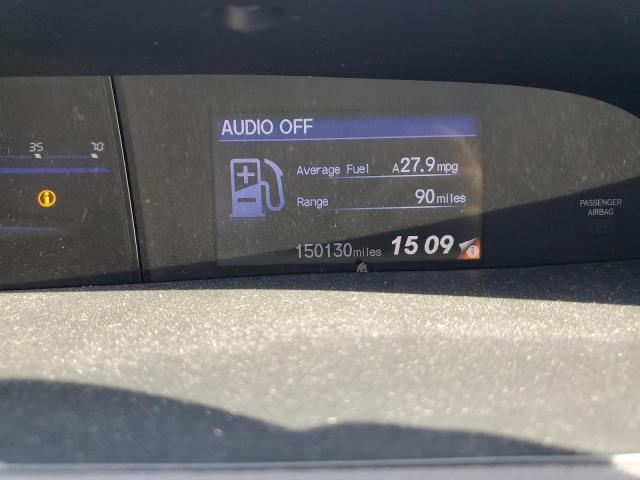 AUDIO OFF
35 70
Average Fuel A27.9mpg
Range 90miles
150130miles 15 09
PASSENGER
AIRBAG